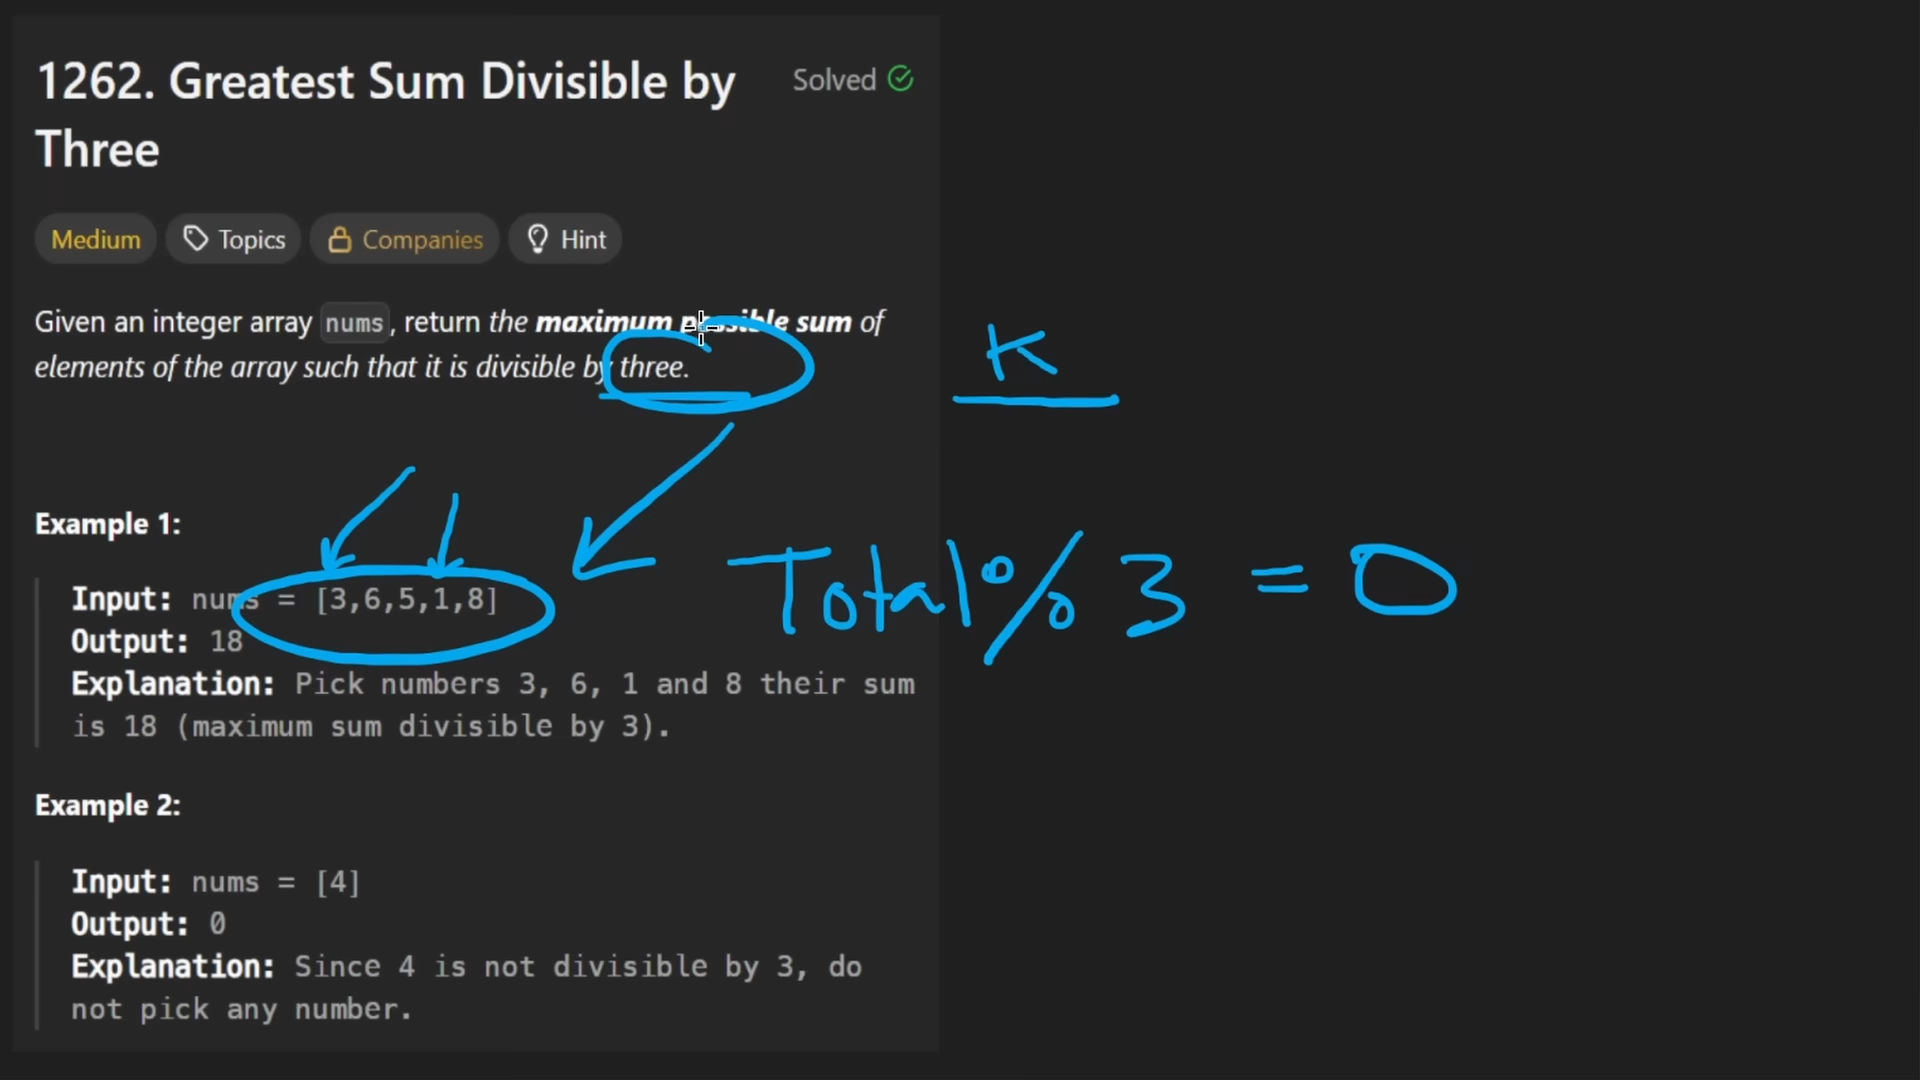 1262. Greatest Sum Divisible by
Three
Solved
Medium
Topics
Companies
Hint
Given an integer array nums, return the maximum possible sum of
elements of the array such that it is divisible by three.
K
Example 1:
Input: nums = [3,6,5,1,8]
Output: 18
Explanation: Pick numbers 3, 6, 1 and 8 their sum
is 18 (maximum sum divisible by 3).
Total % 3 = 0
Example 2:
Input: nums = [4]
Output: 0
Explanation: Since 4 is not divisible by 3, do
not pick any number.